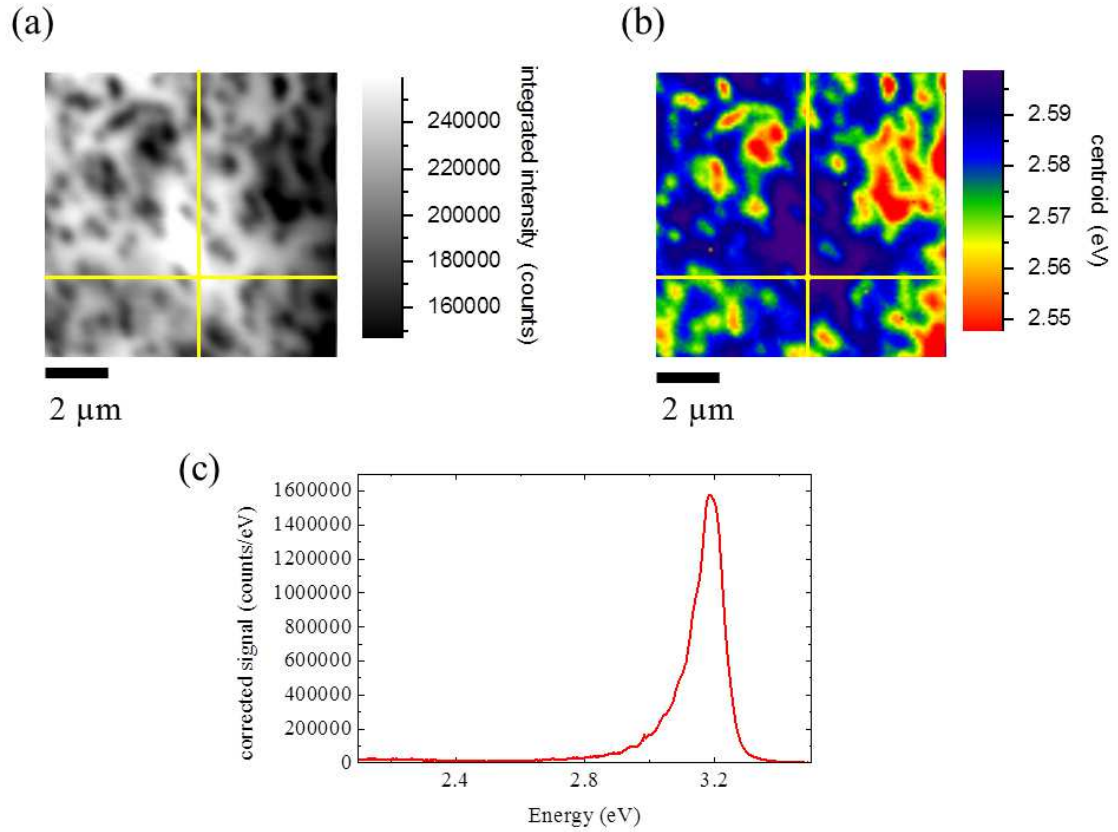 (a)
240000
220000
200000
180000
160000
integrated intensity (counts)
2 µm
(b)
2.59
2.58
2.57
2.56
2.55
centroid (eV)
2 µm
(c)
1600000
1400000
1200000
1000000
800000
600000
400000
200000
0
corrected signal (counts/eV)
2.4
2.8
3.2
Energy (eV)